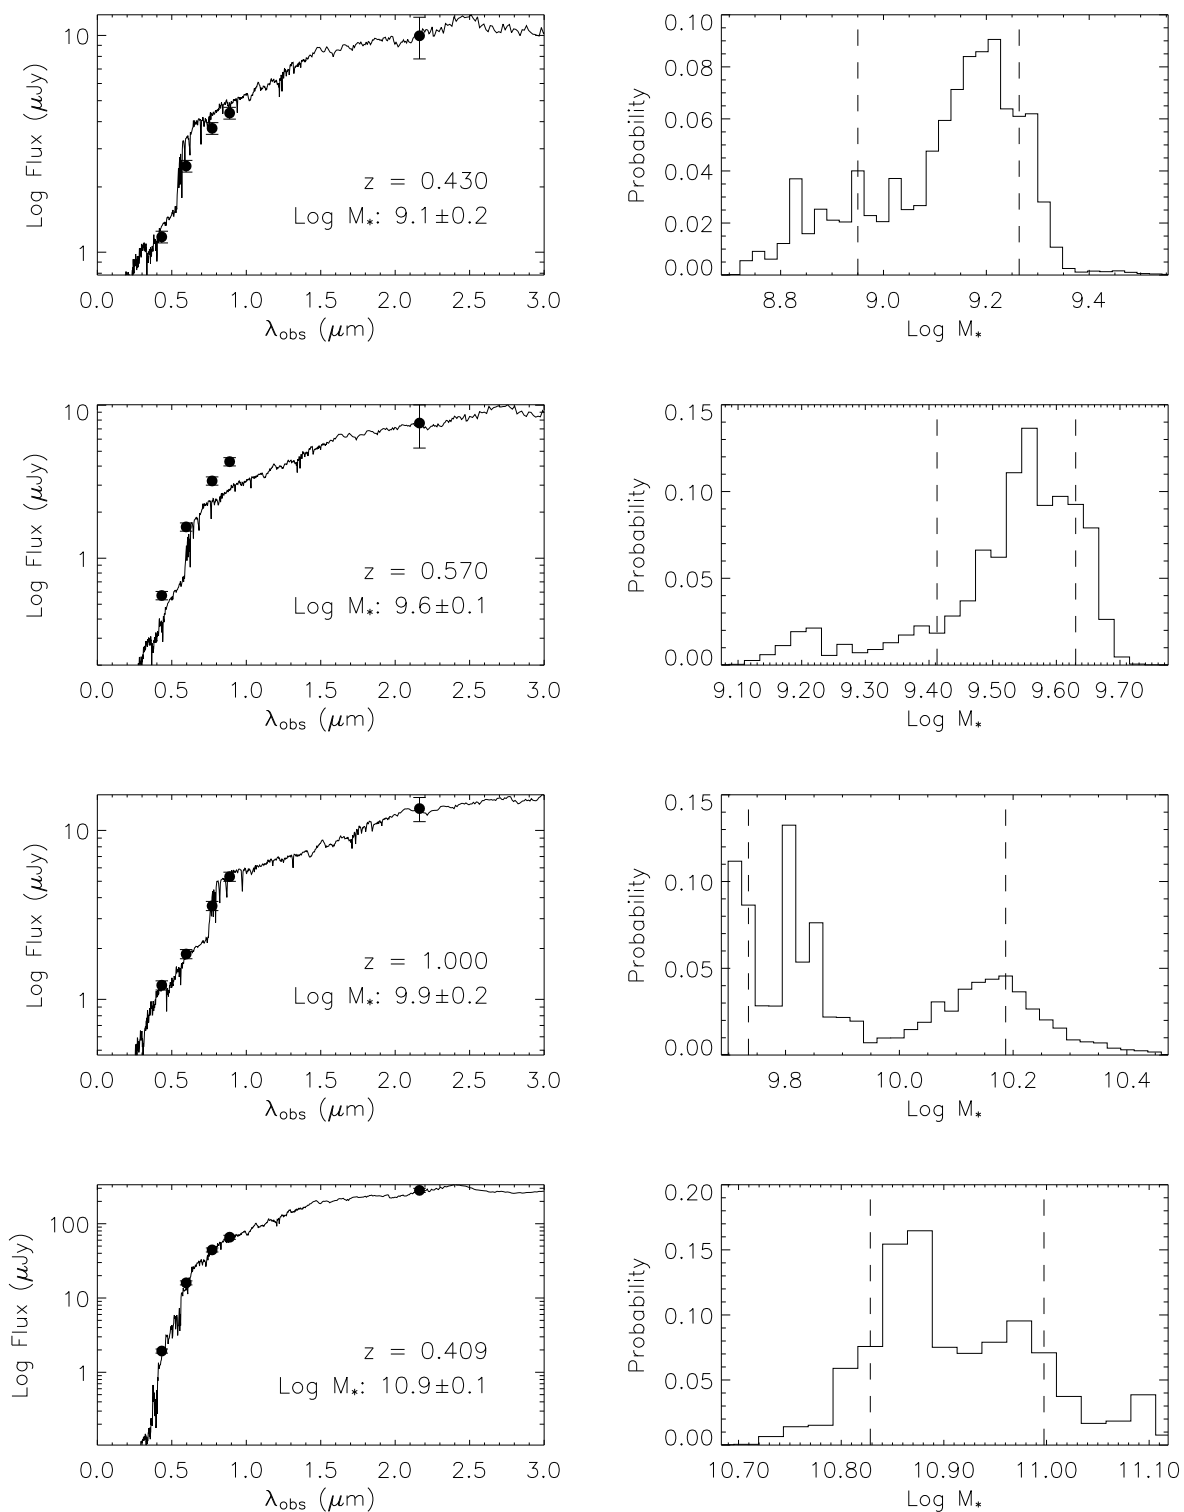 Log Flux (μJy)
10
1
z = 0.430
Log M*: 9.1±0.2
0.0 0.5 1.0 1.5 2.0 2.5 3.0
λobs (μm)
Probability
0.10
0.08
0.06
0.04
0.02
0.00
8.8 9.0 9.2 9.4
Log M*
Log Flux (μJy)
10
1
z = 0.570
Log M*: 9.6±0.1
0.0 0.5 1.0 1.5 2.0 2.5 3.0
λobs (μm)
Probability
0.15
0.10
0.05
0.00
9.10 9.20 9.30 9.40 9.50 9.60 9.70
Log M*
Log Flux (μJy)
10
1
z = 1.000
Log M*: 9.9±0.2
0.0 0.5 1.0 1.5 2.0 2.5 3.0
λobs (μm)
Probability
0.15
0.10
0.05
0.00
9.8 10.0 10.2 10.4
Log M*
Log Flux (μJy)
100
10
1
z = 0.409
Log M*: 10.9±0.1
0.0 0.5 1.0 1.5 2.0 2.5 3.0
λobs (μm)
Probability
0.20
0.15
0.10
0.05
0.00
10.70 10.80 10.90 11.00 11.10
Log M*